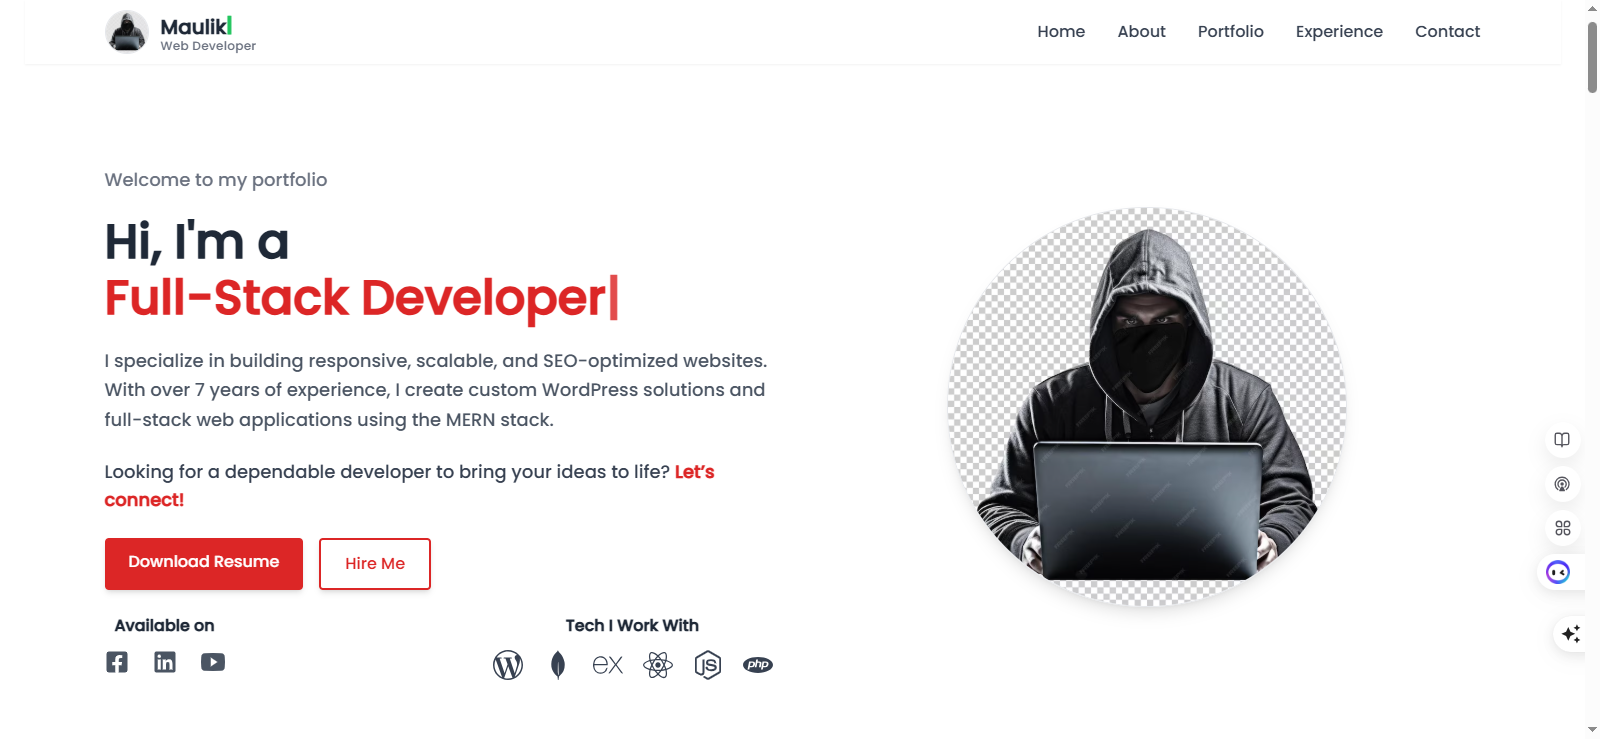 Maulik
Web Developer
Home
About
Portfolio
Experience
Contact
Welcome to my portfolio
Hi, I'm a
Full-Stack Developer|
I specialize in building responsive, scalable, and SEO-optimized websites.
With over 7 years of experience, I create custom WordPress solutions and
full-stack web applications using the MERN stack.
Looking for a dependable developer to bring your ideas to life? Let’s
connect!
Download Resume
Hire Me
Available on
Tech I Work With
W
ex
JS
php